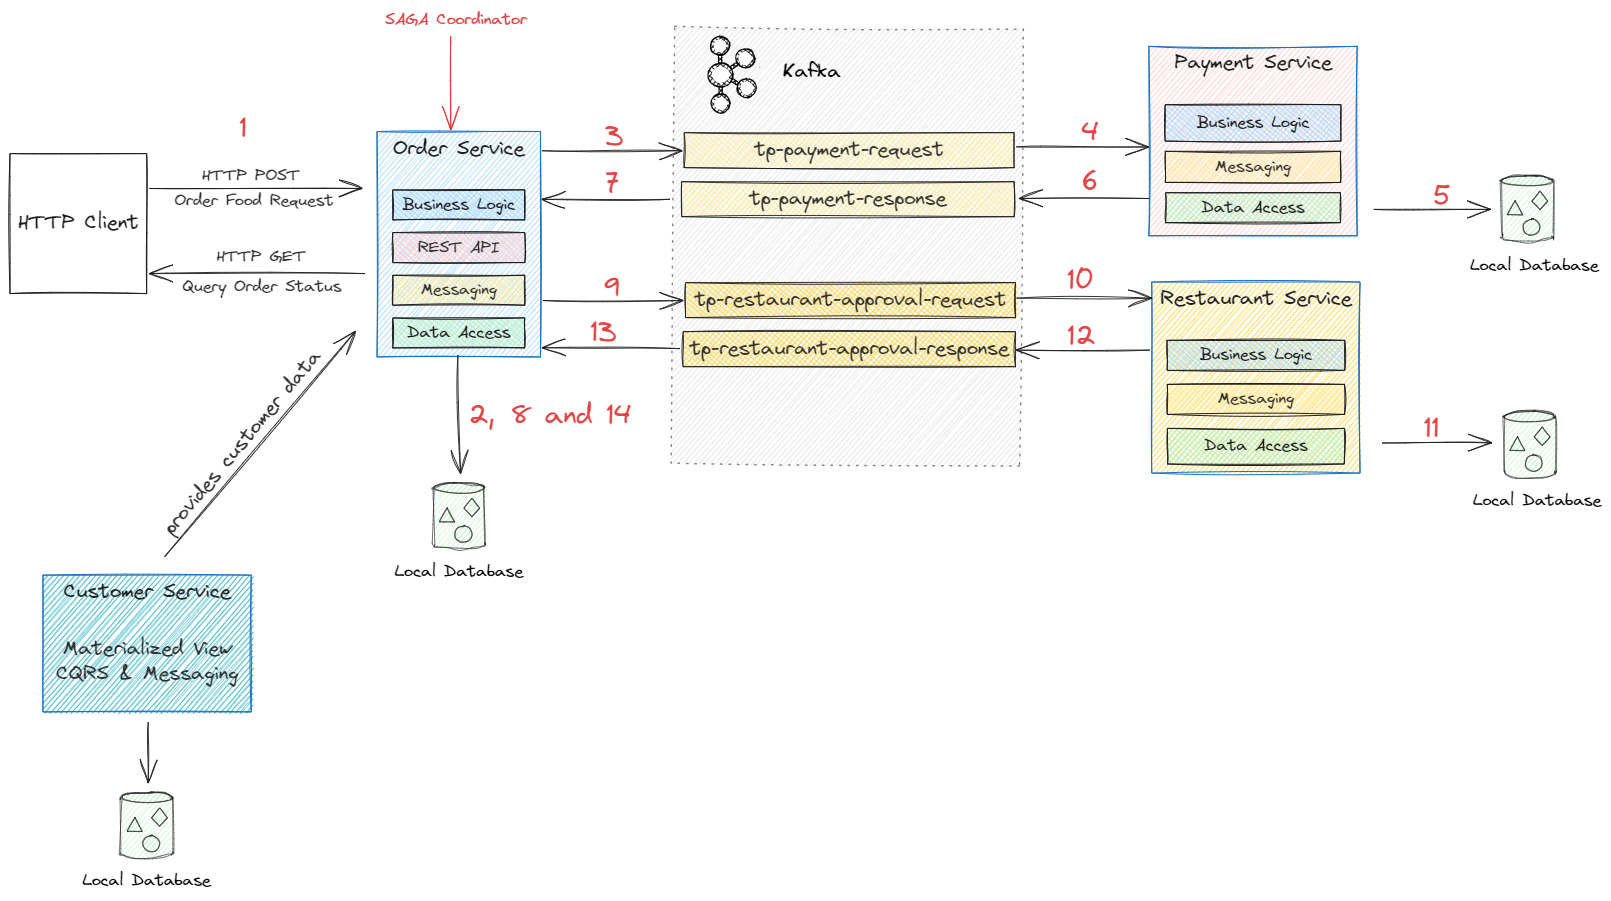 SAGA Coordinator
1
HTTP Client
HTTP POST
Order Food Request
HTTP GET
Query Order Status
Order Service
Business Logic
REST API
Messaging
Data Access
2, 8 and 14
Local Database
provides customer data
Customer Service
Materialized View
CQRS & Messaging
Local Database
Kafka
3
tp-payment-request
4
7
tp-payment-response
6
9
tp-restaurant-approval-request
10
13
tp-restaurant-approval-response
12
Payment Service
Business Logic
Messaging
Data Access
5
Local Database
Restaurant Service
Business Logic
Messaging
Data Access
11
Local Database